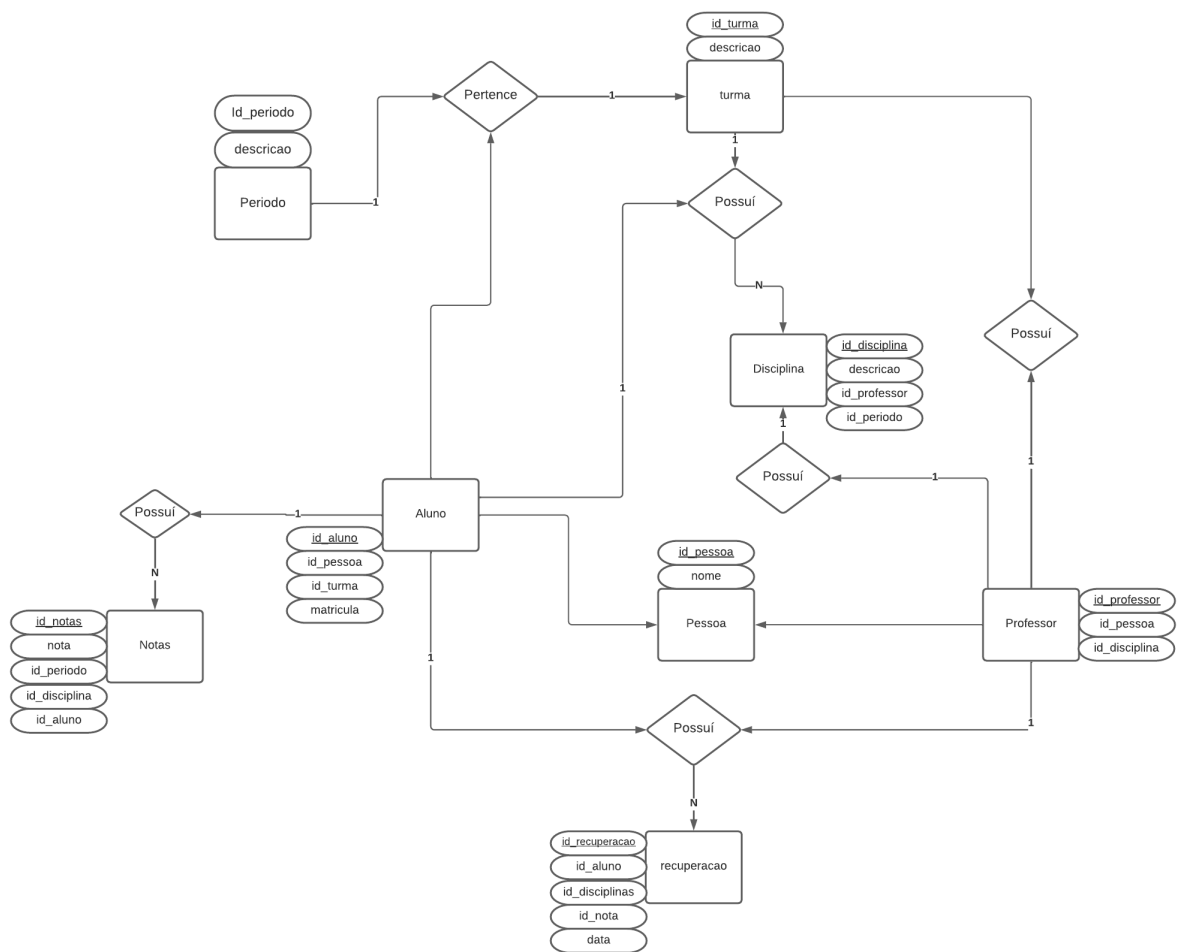 id_turma
descricao
turma
Pertence
1
Id_periodo
descricao
Periodo
1
1
Possuí
N
1
id_disciplina
descricao
id_professor
id_periodo
Disciplina
Possuí
1
1
Possuí
1
Aluno
id_aluno
id_pessoa
id_turma
matricula
1
Possuí
N
id_notas
nota
id_periodo
id_disciplina
id_aluno
Notas
id_pessoa
nome
Pessoa
Professor
id_professor
id_pessoa
id_disciplina
1
1
Possuí
N
id_recuperacao
id_aluno
id_disciplinas
id_nota
data
recuperacao